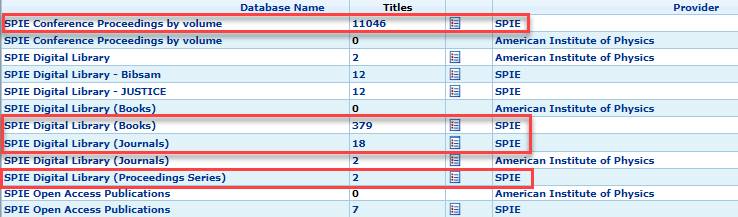 Database Name Titles Provider
SPIE Conference Proceedings by volume 11046 SPIE
SPIE Conference Proceedings by volume 0 American Institute of Physics
SPIE Digital Library 2 American Institute of Physics
SPIE Digital Library - Bibsam 12 SPIE
SPIE Digital Library - JUSTICE 12 SPIE
SPIE Digital Library (Books) 0 American Institute of Physics
SPIE Digital Library (Books) 379 SPIE
SPIE Digital Library (Journals) 18 SPIE
SPIE Digital Library (Journals) 2 American Institute of Physics
SPIE Digital Library (Proceedings Series) 2 SPIE
SPIE Open Access Publications 0 American Institute of Physics
SPIE Open Access Publications 7 SPIE